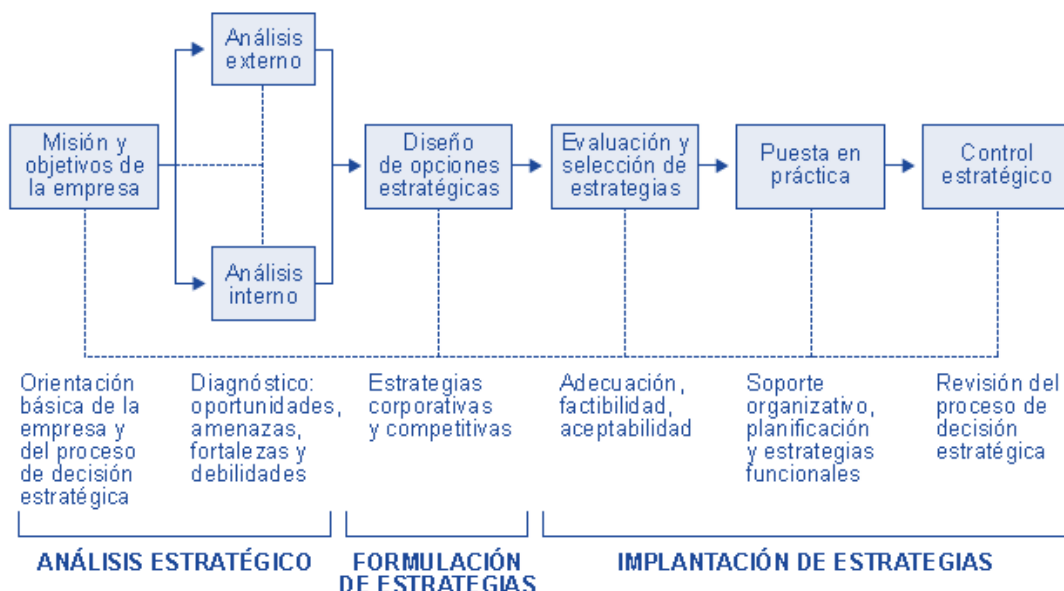 Análisis
externo
Misión y
objetivos de
la empresa
Diseño
de opciones
estratégicas
Evaluación y
selección de
estrategias
Puesta en
práctica
Control
estratégico
Análisis
interno
Orientación
básica de la
empresa y
del proceso
de decisión
estratégica
Diagnóstico:
oportunidades,
amenazas,
fortalezas y
debilidades
Estrategias
corporativas
y competitivas
Adecuación,
factibilidad,
aceptabilidad
Soporte
organizativo,
planificación
y estrategias
funcionales
Revisión del
proceso de
decisión
estratégica
ANÁLISIS ESTRATÉGICO
FORMULACIÓN
DE ESTRATEGIAS
IMPLANTACIÓN DE ESTRATEGIAS